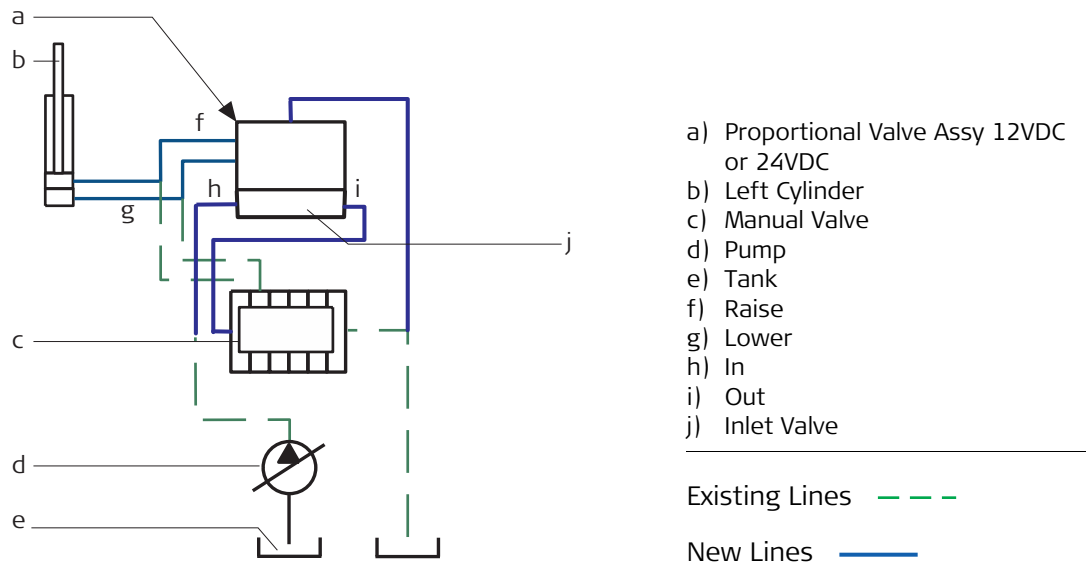 a
b
f
h
i
g
j
c
d
e
a) Proportional Valve Assy 12VDC
or 24VDC
b) Left Cylinder
c) Manual Valve
d) Pump
e) Tank
f) Raise
g) Lower
h) In
i) Out
j) Inlet Valve
Existing Lines
New Lines